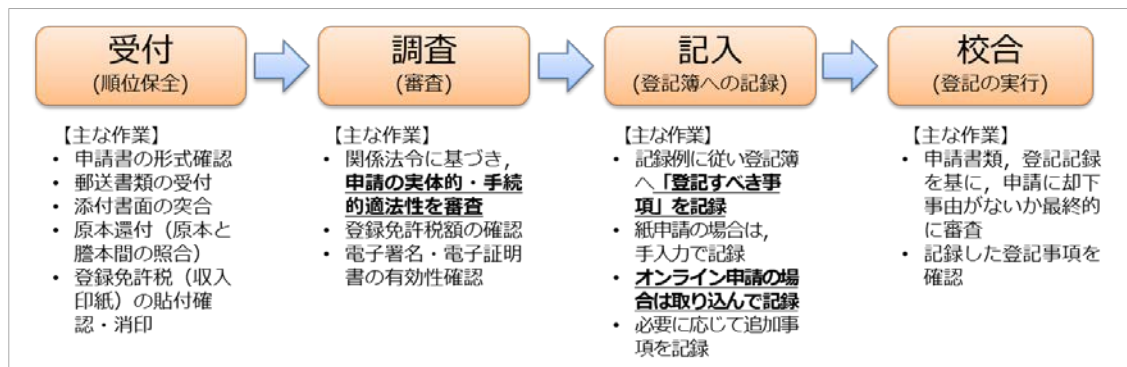 受付
(順位保全)
【主な作業】
• 申請書の形式確認
• 郵送書類の受付
• 添付書面の突合
• 原本還付（原本と
謄本間の照合）
• 登録免許税（収入
印紙）の貼付確
認・消印
調査
(審査)
【主な作業】
• 関係法令に基づき，
申請の実体的・手続
的適法性を審査
• 登録免許税額の確認
• 電子署名・電子証明
書の有効性確認
記入
(登記簿への記録)
【主な作業】
• 記録例に従い登記簿
へ「登記すべき事
項」を記録
• 紙申請の場合は，
手入力で記録
• オンライン申請の場
合は取り込んで記録
• 必要に応じて追加事
項を記録
校合
(登記の実行)
【主な作業】
• 申請書類，登記記録
を基に，申請に却下
事由がないか最終的
に審査
• 記録した登記事項を
確認